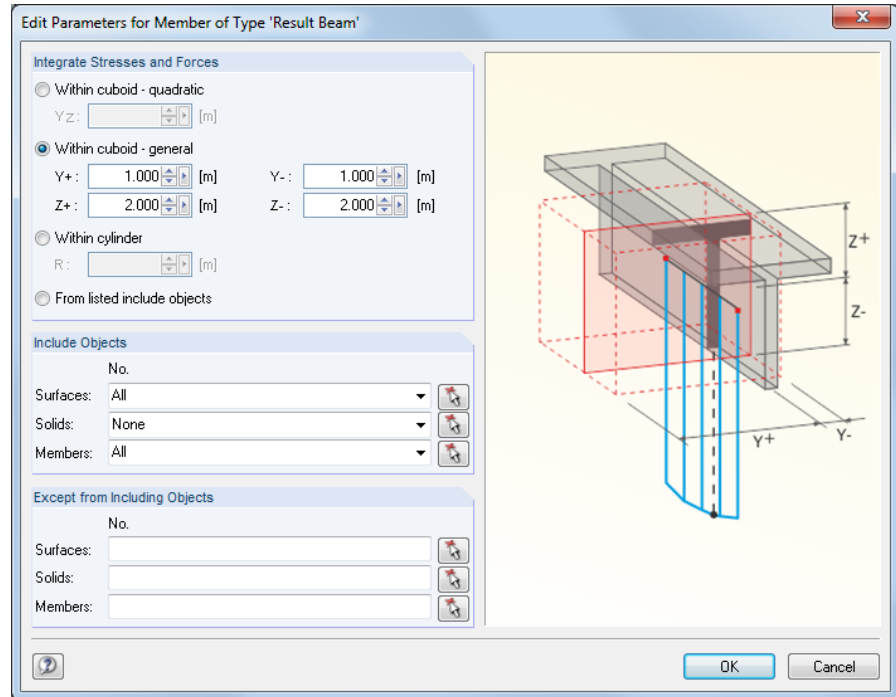 Edit Parameters for Member of Type 'Result Beam'
Integrate Stresses and Forces
Within cuboid - quadratic
Yz: [m]
Within cuboid - general
Y+: 1.000 [m] Y-: 1.000 [m]
Z+: 2.000 [m] Z-: 2.000 [m]
Within cylinder
R: [m]
From listed include objects
Include Objects
No.
Surfaces: All
Solids: None
Members: All
Except from Including Objects
No.
Surfaces:
Solids:
Members:
Z+
Z-
Y+ Y-
OK Cancel